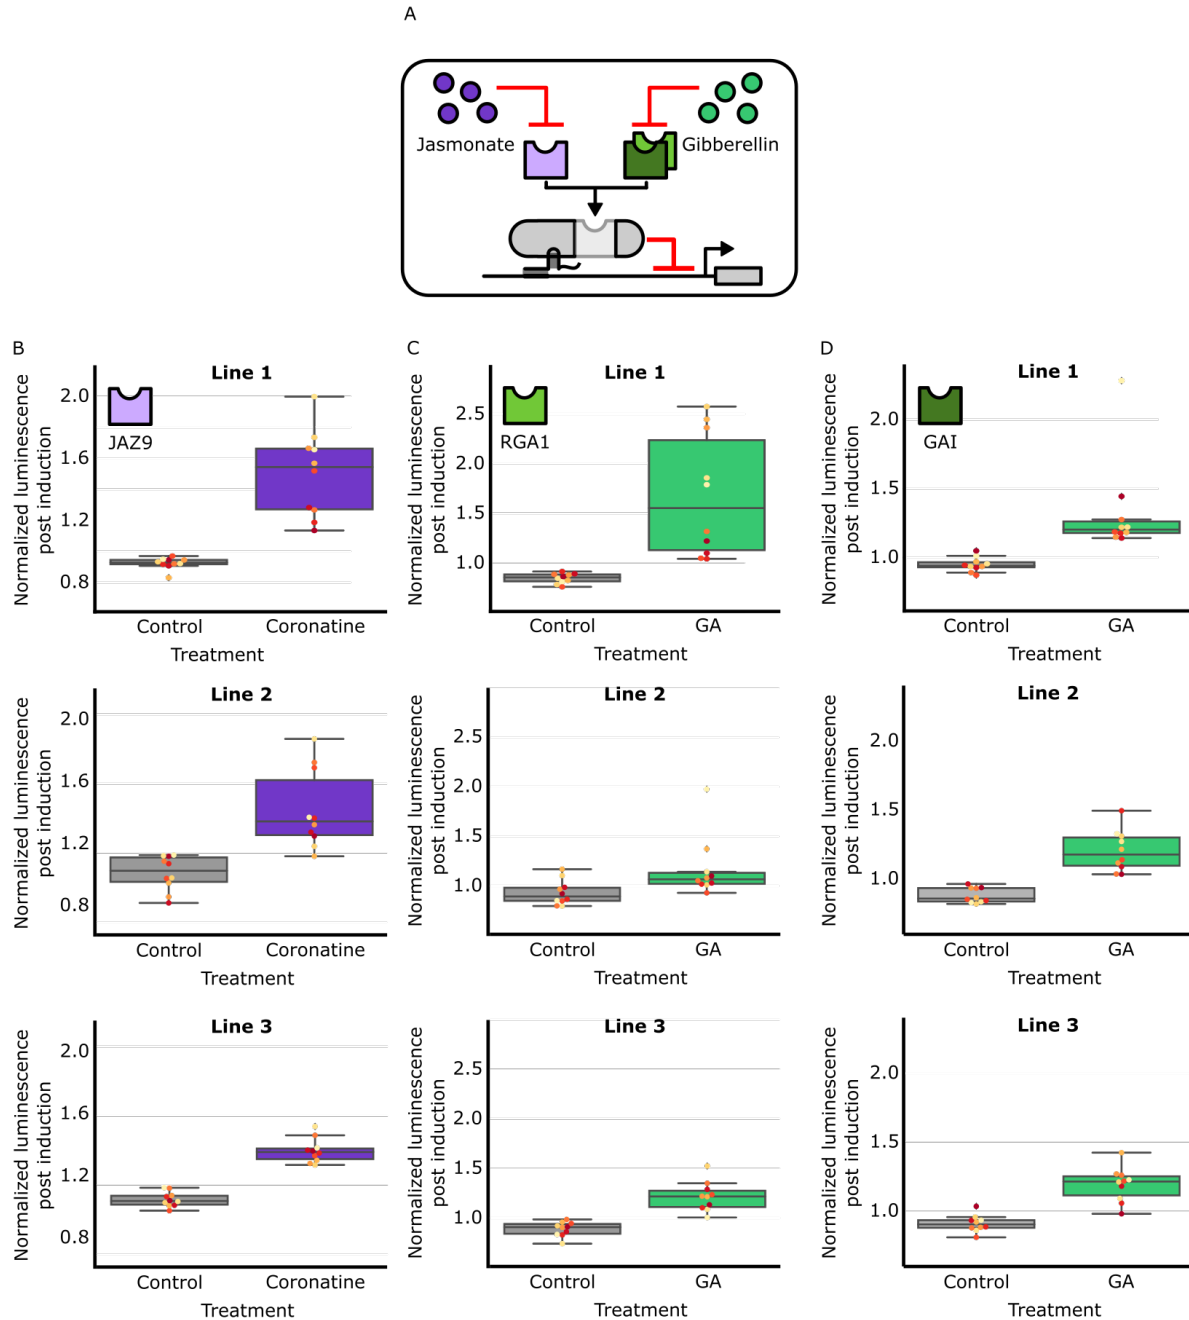 A
Jasmonate
Gibberellin
B
Line 1
JAZ9
Normalized luminescence
post induction
2.0
1.6
1.2
0.8
Control
Coronatine
Treatment
C
Line 1
RGA1
Normalized luminescence
post induction
2.5
2.0
1.5
1.0
Control
GA
Treatment
D
Line 1
GAI
Normalized luminescence
post induction
2.0
1.5
1.0
Control
GA
Treatment
Line 2
Normalized luminescence
post induction
2.0
1.6
1.2
0.8
Control
Coronatine
Treatment
Line 2
Normalized luminescence
post induction
2.5
2.0
1.5
1.0
Control
GA
Treatment
Line 2
Normalized luminescence
post induction
2.0
1.5
1.0
Control
GA
Treatment
Line 3
Normalized luminescence
post induction
2.0
1.6
1.2
0.8
Control
Coronatine
Treatment
Line 3
Normalized luminescence
post induction
2.5
2.0
1.5
1.0
Control
GA
Treatment
Line 3
Normalized luminescence
post induction
2.0
1.5
1.0
Control
GA
Treatment